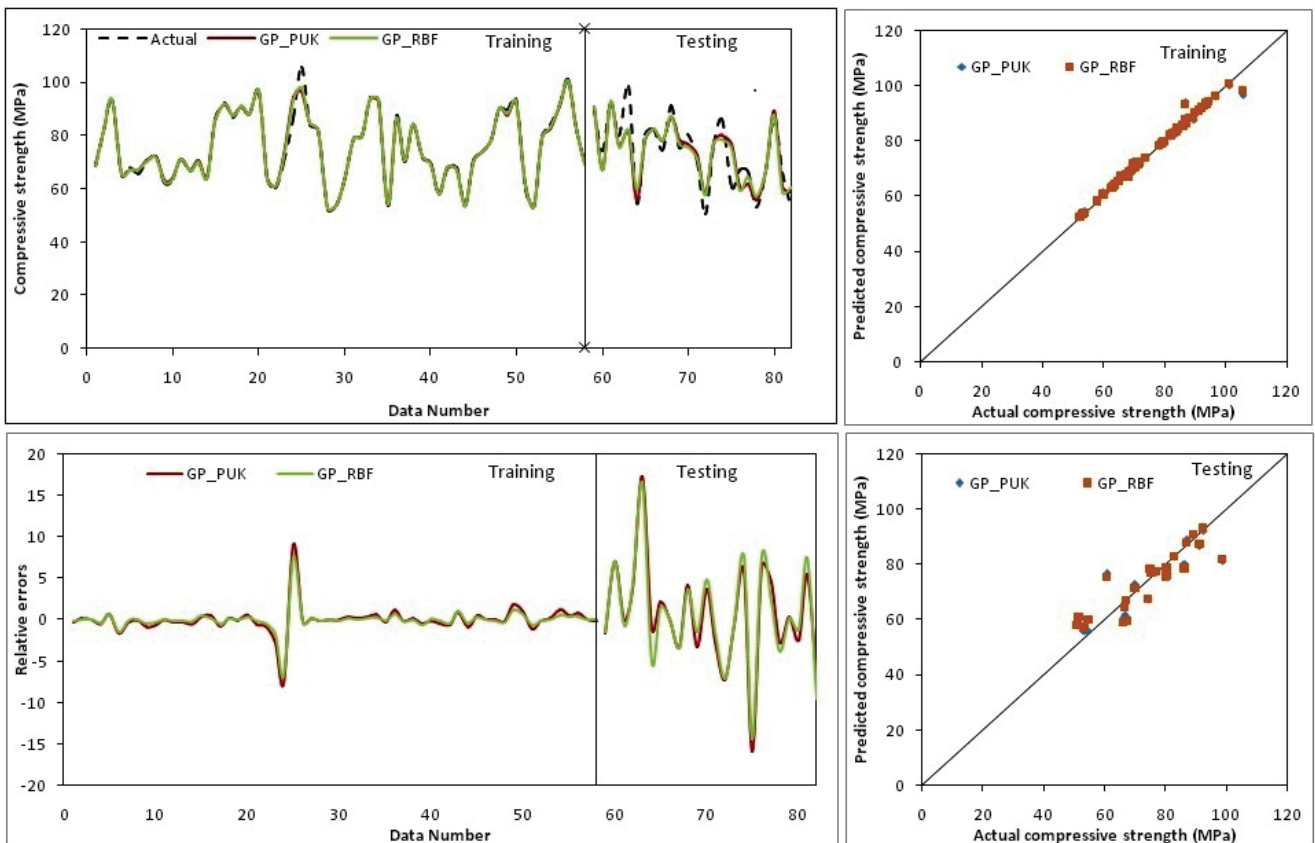 120
100
80
60
40
20
0
Compressive strength (MPa)
Actual GP_PUK GP_RBF Training Testing
0 10 20 30 40 50 60 70 80
Data Number
120
100
80
60
40
20
0
Predicted compressive strength (MPa)
Training
GP_PUK GP_RBF
0 20 40 60 80 100 120
Actual compressive strength (MPa)
20
15
10
5
0
-5
-10
-15
-20
Relative errors
GP_PUK GP_RBF Training Testing
0 10 20 30 40 50 60 70 80
Data Number
120
100
80
60
40
20
0
Predicted compressive strength (MPa)
Testing
GP_PUK GP_RBF
0 20 40 60 80 100 120
Actual compressive strength (MPa)